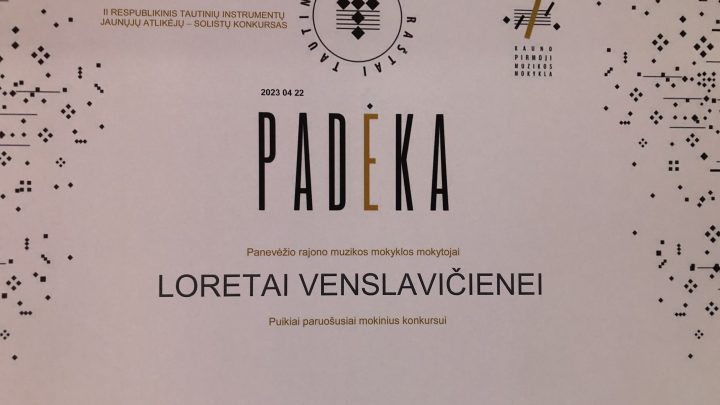 II RESPUBLIKINIS TAUTINIŲ INSTRUMENTŲ
JAUNŲJŲ ATLIKĖJŲ – SOLISTŲ KONKURSAS
RAŠTAI TAUTIN
KAUNO
PIRMOJI
MUZIKOS
MOKYKLA
2023 04 22
PADĖKA
Panevėžio rajono muzikos mokyklos mokytojai
LORETAI VENSLAVIČIENEI
Puikiai paruošusiai mokinius konkursui